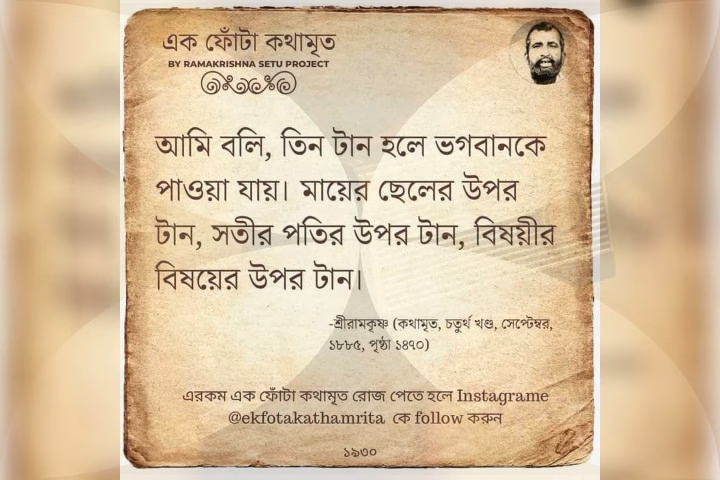 এক ফোঁটা কথামৃত
BY RAMAKRISHNA SETU PROJECT
আমি বলি, তিন টান হলে ভগবানকে
পাওয়া যায়। মায়ের ছেলের উপর
টান, সতীর পতির উপর টান, বিষয়ীর
বিষয়ের উপর টান।
-শ্রীরামকৃষ্ণ (কথামৃত, চতুর্থ খণ্ড, সেপ্টেম্বর,
১৮৮৫, পৃষ্ঠা ১৪৭০)
এরকম এক ফোঁটা কথামৃত রোজ পেতে হলে Instagrame
@ekfotakathamrita কে follow করুন
১৯৩০